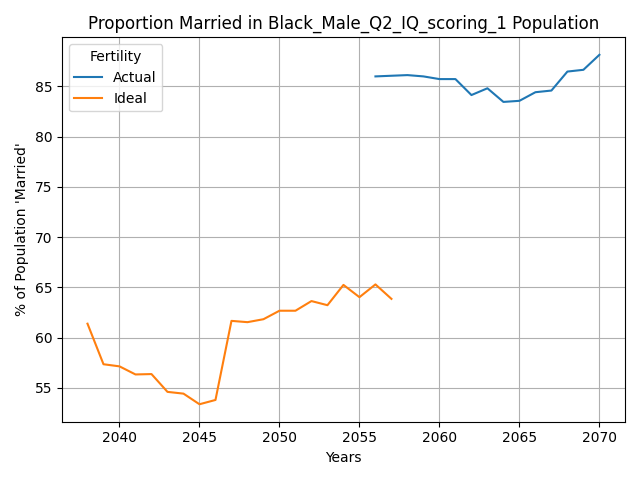 Proportion Married in Black_Male_Q2_IQ_scoring_1 Population
Fertility
Actual
Ideal
% of Population 'Married'
85
80
75
70
65
60
55
2040
2045
2050
2055
2060
2065
2070
Years